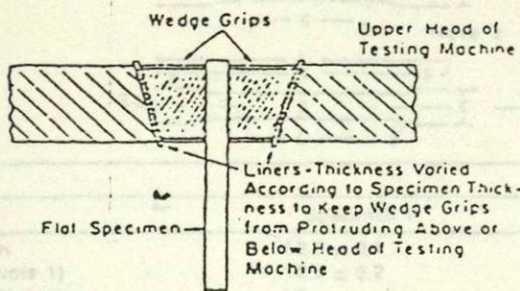 Wedge Grips
Upper Head of
Testing Machine
Liners-Thickness Varied
According to Specimen Thick-
ness to Keep Wedge Grips
from Protruding Above or
Below Head of Testing
Machine
Flat Specimen